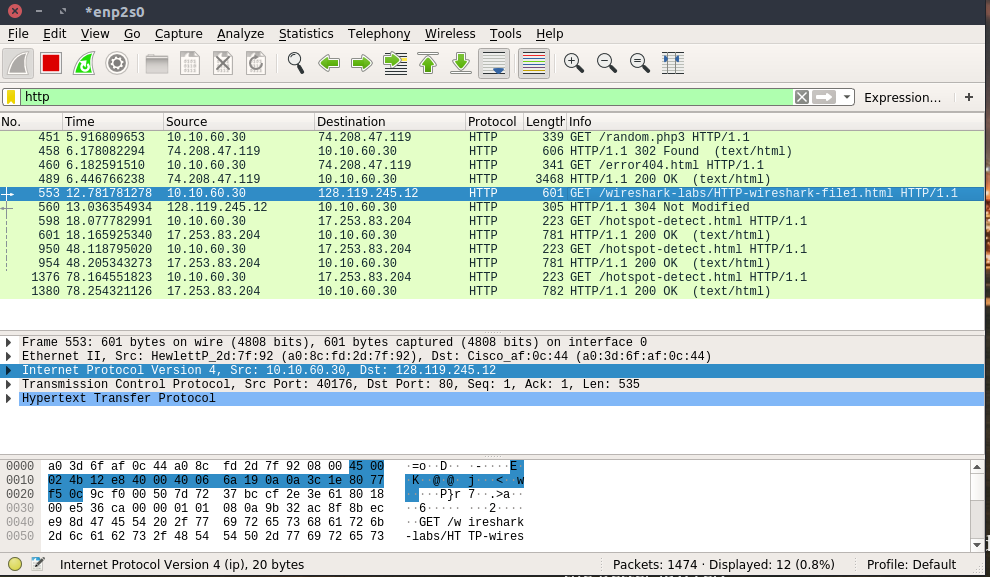 *enp2s0
File Edit View Go Capture Analyze Statistics Telephony Wireless Tools Help
http Expression… +
No. Time Source Destination Protocol Length Info
451 5.916809653 10.10.60.30 74.208.47.119 HTTP 339 GET /random.php3 HTTP/1.1
458 6.178082294 74.208.47.119 10.10.60.30 HTTP 606 HTTP/1.1 302 Found (text/html)
460 6.182591510 10.10.60.30 74.208.47.119 HTTP 341 GET /error404.html HTTP/1.1
489 6.446766238 74.208.47.119 10.10.60.30 HTTP 3468 HTTP/1.1 200 OK (text/html)
553 12.781781278 10.10.60.30 128.119.245.12 HTTP 601 GET /wireshark-labs/HTTP-wireshark-file1.html HTTP/1.1
560 13.036354934 128.119.245.12 10.10.60.30 HTTP 305 HTTP/1.1 304 Not Modified
598 18.077782991 10.10.60.30 17.253.83.204 HTTP 223 GET /hotspot-detect.html HTTP/1.1
601 18.165925340 17.253.83.204 10.10.60.30 HTTP 781 HTTP/1.1 200 OK (text/html)
950 48.118795020 10.10.60.30 17.253.83.204 HTTP 223 GET /hotspot-detect.html HTTP/1.1
954 48.205343273 17.253.83.204 10.10.60.30 HTTP 781 HTTP/1.1 200 OK (text/html)
1376 78.164551823 10.10.60.30 17.253.83.204 HTTP 223 GET /hotspot-detect.html HTTP/1.1
1380 78.254321126 17.253.83.204 10.10.60.30 HTTP 782 HTTP/1.1 200 OK (text/html)
Frame 553: 601 bytes on wire (4808 bits), 601 bytes captured (4808 bits) on interface 0
Ethernet II, Src: HewlettP_2d:7f:92 (a0:8c:fd:2d:7f:92), Dst: Cisco_af:0c:44 (a0:3d:6f:af:0c:44)
Internet Protocol Version 4, Src: 10.10.60.30, Dst: 128.119.245.12
Transmission Control Protocol, Src Port: 40176, Dst Port: 80, Seq: 1, Ack: 1, Len: 535
Hypertext Transfer Protocol
0000 a0 3d 6f af 0c 44 a0 8c fd 2d 7f 92 08 00 45 00 ·=o··D·· ·-····E·
0010 02 4b 12 e8 40 00 40 06 6a 19 0a 0a 3c 1e 80 77 ·K··@·@· j···<··w
0020 f5 0c 9c f0 00 50 7d 72 37 bc cf 2e 3e 61 80 18 ·····P}r 7··.>a··
0030 00 e5 36 ca 00 00 01 01 08 0a 9b 32 ac 8f 8b ec ··6····· ···2····
0040 e9 8d 47 45 54 20 2f 77 69 72 65 73 68 61 72 6b ··GET /w ireshark
0050 2d 6c 61 62 73 2f 48 54 54 50 2d 77 69 72 65 73 -labs/HT TP-wires
Internet Protocol Version 4 (ip), 20 bytes Packets: 1474 · Displayed: 12 (0.8%) Profile: Default